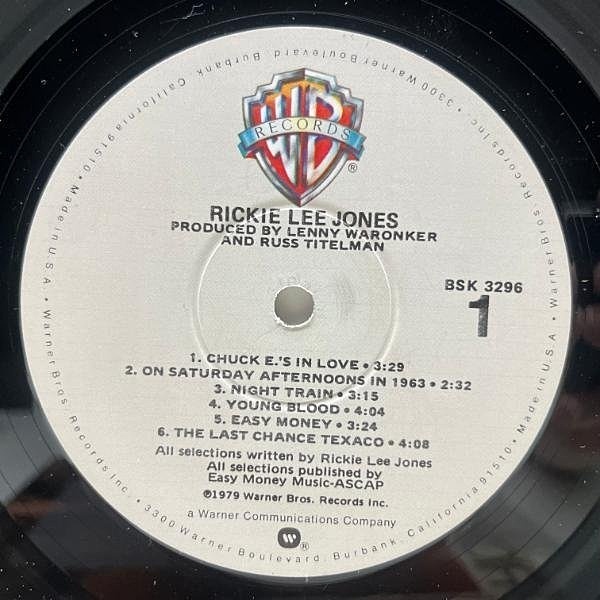 WB
RECORDS
®
RICKIE LEE JONES
PRODUCED BY LENNY WARONKER
AND RUSS TITELMAN
BSK 3296
1
1. CHUCK E.'S IN LOVE • 3:29
2. ON SATURDAY AFTERNOONS IN 1963 • 2:32
3. NIGHT TRAIN • 3:15
4. YOUNG BLOOD • 4:04
5. EASY MONEY • 3:24
6. THE LAST CHANCE TEXACO • 4:08
All selections written by Rickie Lee Jones
All selections published by
Easy Money Music-ASCAP
℗1979 Warner Bros. Records Inc.
a Warner Communications Company
W ®
Warner Bros. Records Inc. • 3300 Warner Boulevard, Burbank, California 91510 • Made in U.S.A. • Warner Bros. Records Inc. • 3300 Warner Boulevard, Burbank, California 91510 • Made in U.S.A. •